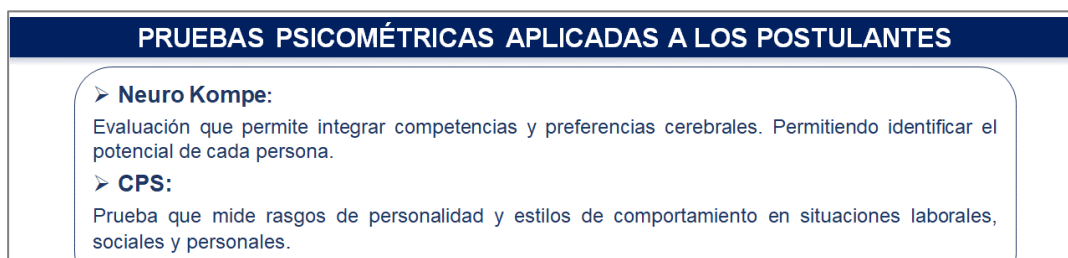 PRUEBAS PSICOMÉTRICAS APLICADAS A LOS POSTULANTES
➢ Neuro Kompe:
Evaluación que permite integrar competencias y preferencias cerebrales. Permitiendo identificar el
potencial de cada persona.
➢ CPS:
Prueba que mide rasgos de personalidad y estilos de comportamiento en situaciones laborales,
sociales y personales.